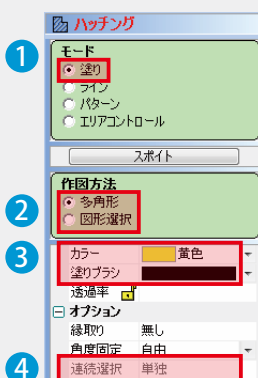 ハッチング
1
モード
塗り
ライン
パターン
エリアコントロール
スポイト
作図方法
2
多角形
図形選択
3
カラー 黄色
塗りブラシ
透過率
オプション
縁取り 無し
角度固定 自由
4
連続選択 単独